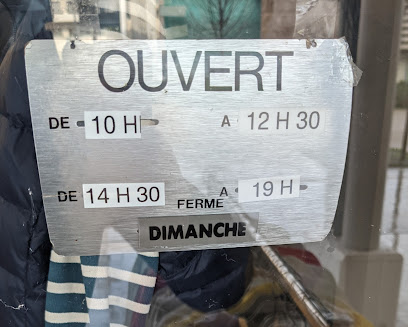 OUVERT
DE 10 H A 12 H 30
DE 14 H 30 A 19 H
FERME
DIMANCHE